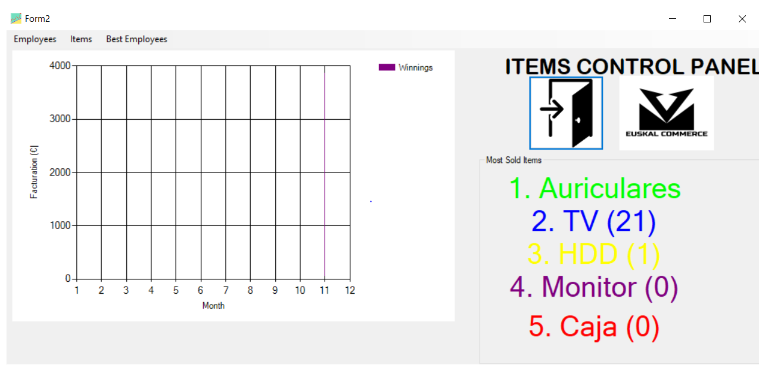 Form2
Employees Items Best Employees
Winnings
4000
3000
2000
1000
0
1 2 3 4 5 6 7 8 9 10 11 12
Month
Facturation (€)
ITEMS CONTROL PANEL
EUSKAL COMMERCE
Most Sold Items
1. Auriculares
2. TV (21)
3. HDD (1)
4. Monitor (0)
5. Caja (0)